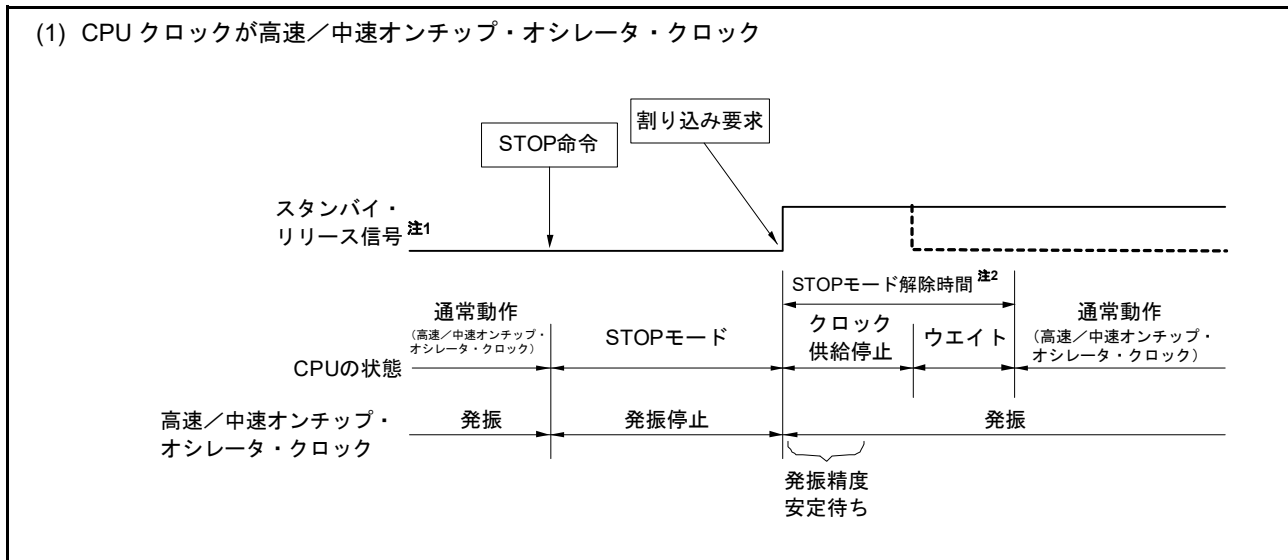 (1) CPU クロックが高速／中速オンチップ・オシレータ・クロック
STOP命令
割り込み要求
スタンバイ・
リリース信号 注1
STOPモード解除時間 注2
通常動作
(高速／中速オンチップ・
オシレータ・クロック)
STOPモード
クロック
供給停止
ウエイト
通常動作
(高速／中速オンチップ・
オシレータ・クロック)
CPUの状態
高速／中速オンチップ・
オシレータ・クロック
発振
発振停止
発振
発振精度
安定待ち